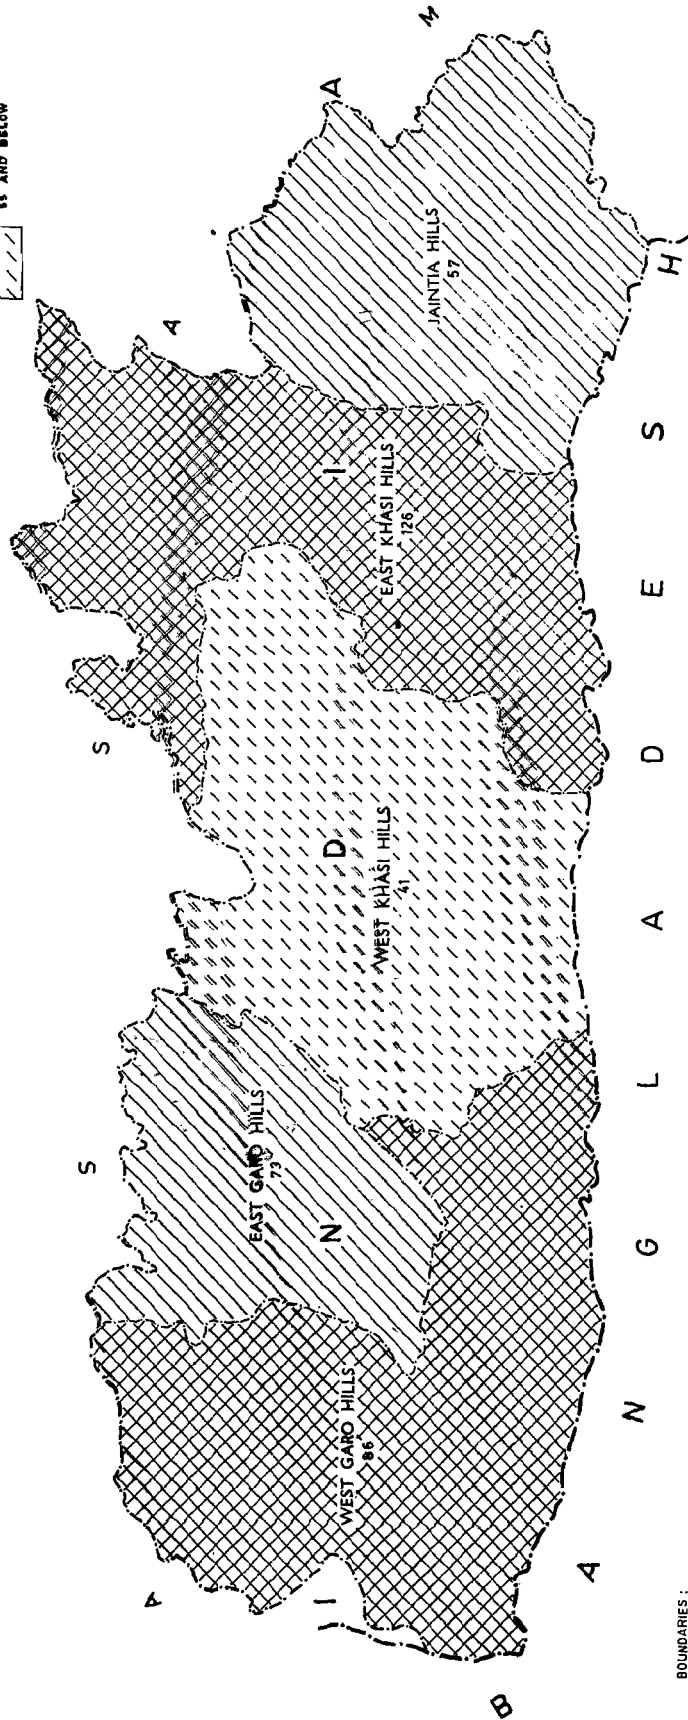 55 AND BELOW
A S S A M
A S
I N D I A
WEST GARO HILLS
86
EAST GARO HILLS
73
WEST KHASI HILLS
41
EAST KHASI HILLS
126
JAINTIA HILLS
57
B A N G L A D E S H
BOUNDARIES :